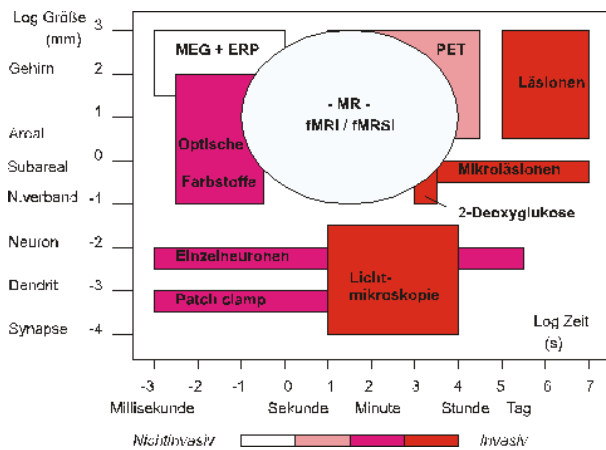 Log Größe
(mm)
3
MEG + ERP
PET
Gehirn
2
Läsionen
- MR -
fMRI / fMRSI
1
Optische
Areal
0
Subareal
Mikroläsionen
Farbstoffe
N.verband
-1
2-Deoxyglukose
Neuron
-2
Einzelneuronen
Licht-
mikroskopie
Dendrit
-3
Patch clamp
Synapse
-4
Log Zeit
(s)
-3 -2 -1 0 1 2 3 4 5 6 7
Millisekunde Sekunde Minute Stunde Tag
Nichtinvasiv Invasiv